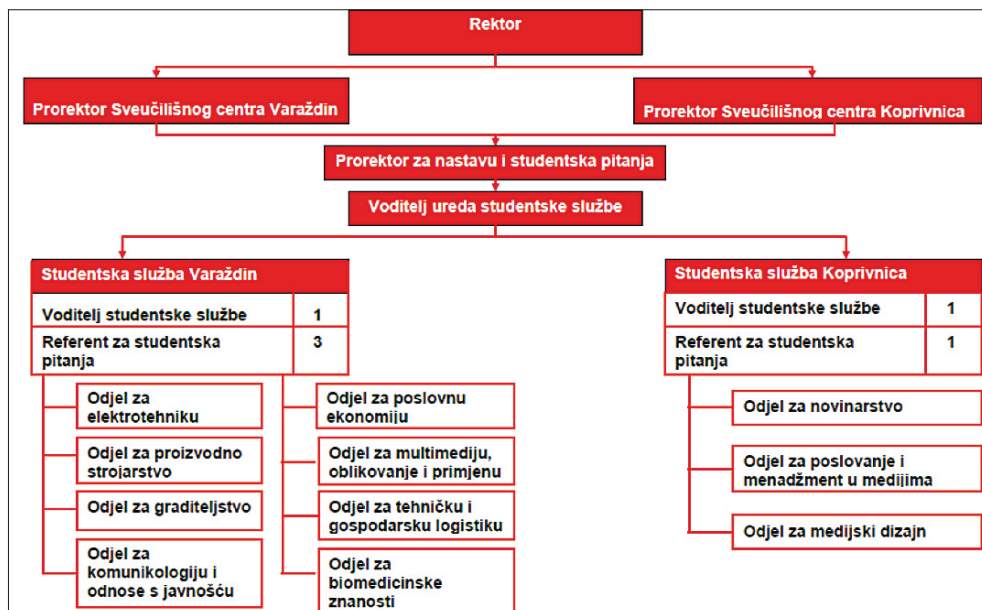 Rektor
Prorektor Sveučilišnog centra Varaždin
Prorektor Sveučilišnog centra Koprivnica
Prorektor za nastavu i studentska pitanja
Voditelj ureda studentske službe
Studentska služba Varaždin
Voditelj studentske službe 1
Referent za studentska
pitanja 3
Odjel za
elektrotehniku
Odjel za proizvodno
strojarstvo
Odjel za graditeljstvo
Odjel za
komunikologiju i
odnose s javnošću
Odjel za poslovnu
ekonomiju
Odjel za multimediju,
oblikovanje i primjenu
Odjel za tehničku i
gospodarsku logistiku
Odjel za
biomedicinske
znanosti
Studentska služba Koprivnica
Voditelj studentske službe 1
Referent za studentska
pitanja 1
Odjel za novinarstvo
Odjel za poslovanje i
menadžment u medijima
Odjel za medijski dizajn